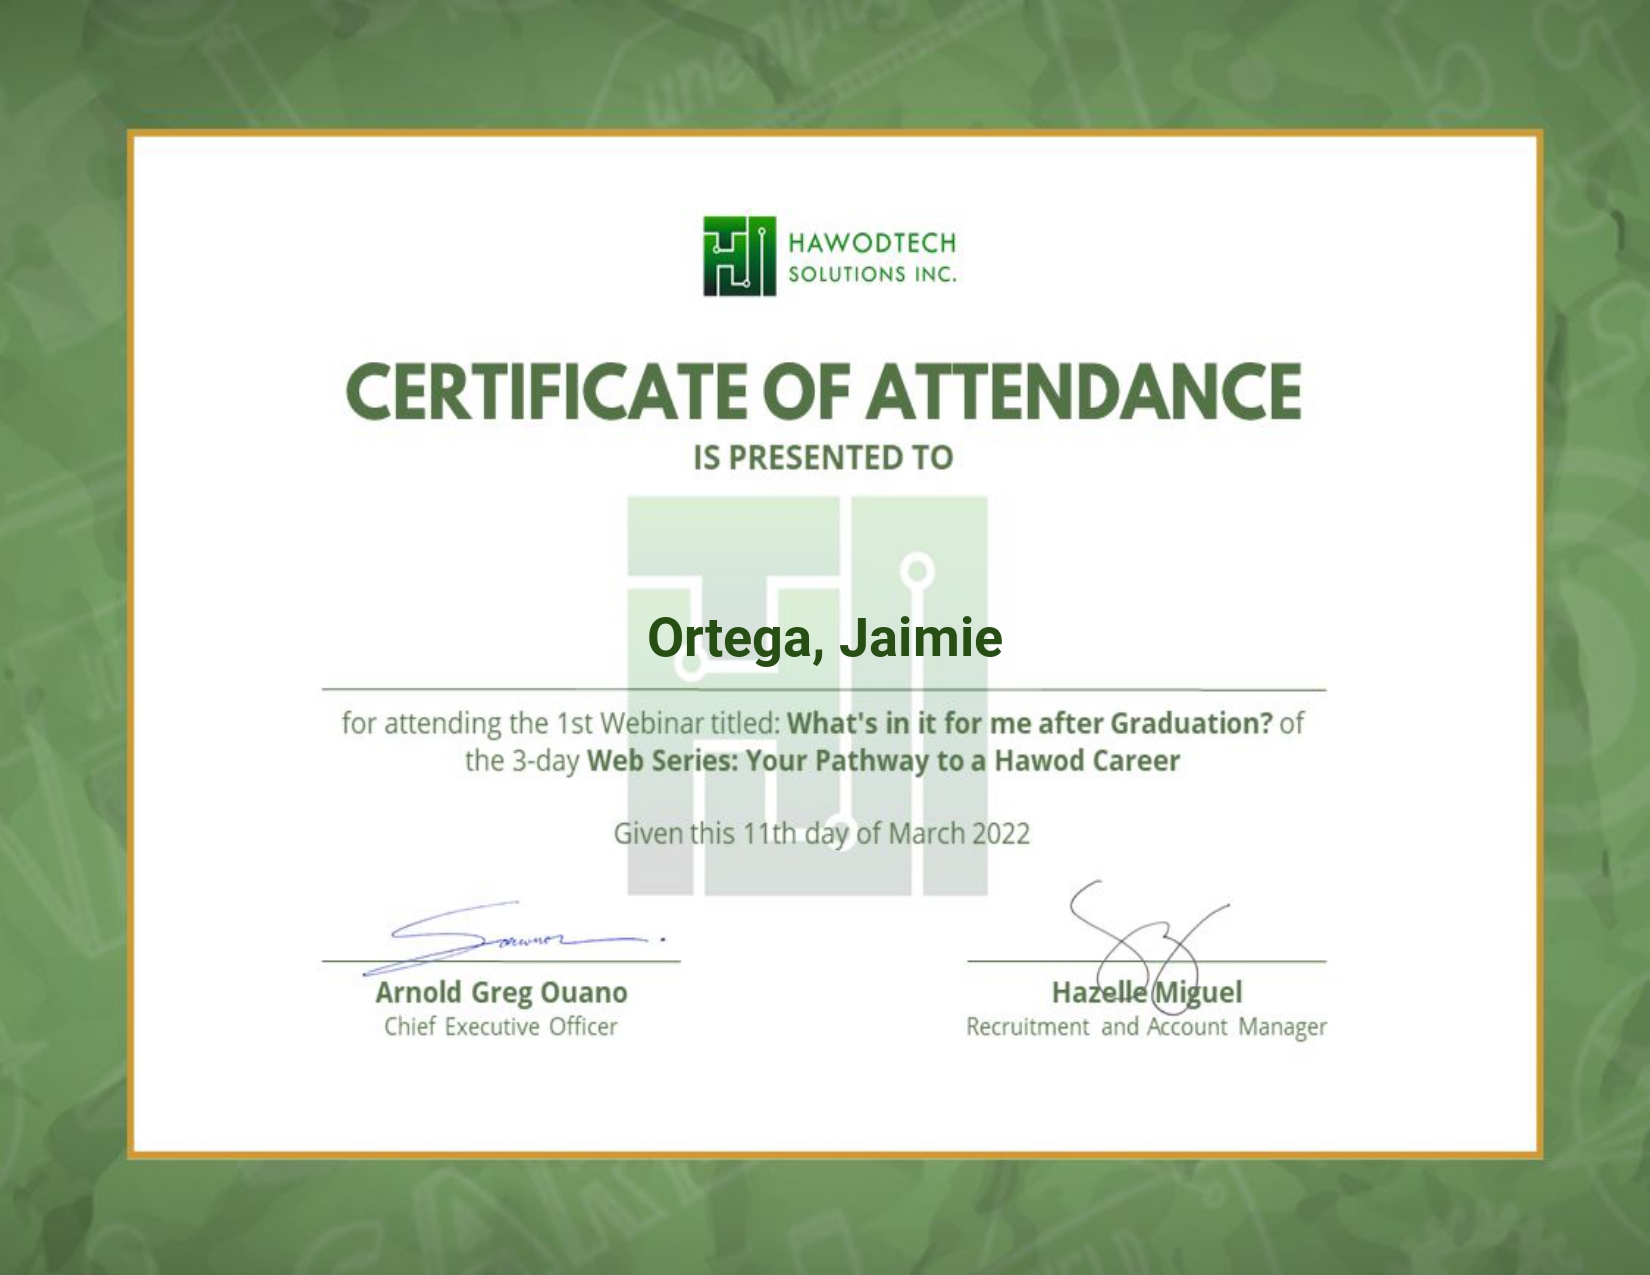 unemploy
HAWODTECH
SOLUTIONS INC.
CERTIFICATE OF ATTENDANCE
IS PRESENTED TO
Ortega, Jaimie
for attending the 1st Webinar titled: What's in it for me after Graduation? of
the 3-day Web Series: Your Pathway to a Hawod Career
Given this 11th day of March 2022
Arnold Greg Ouano
Chief Executive Officer
Hazelle Miguel
Recruitment and Account Manager